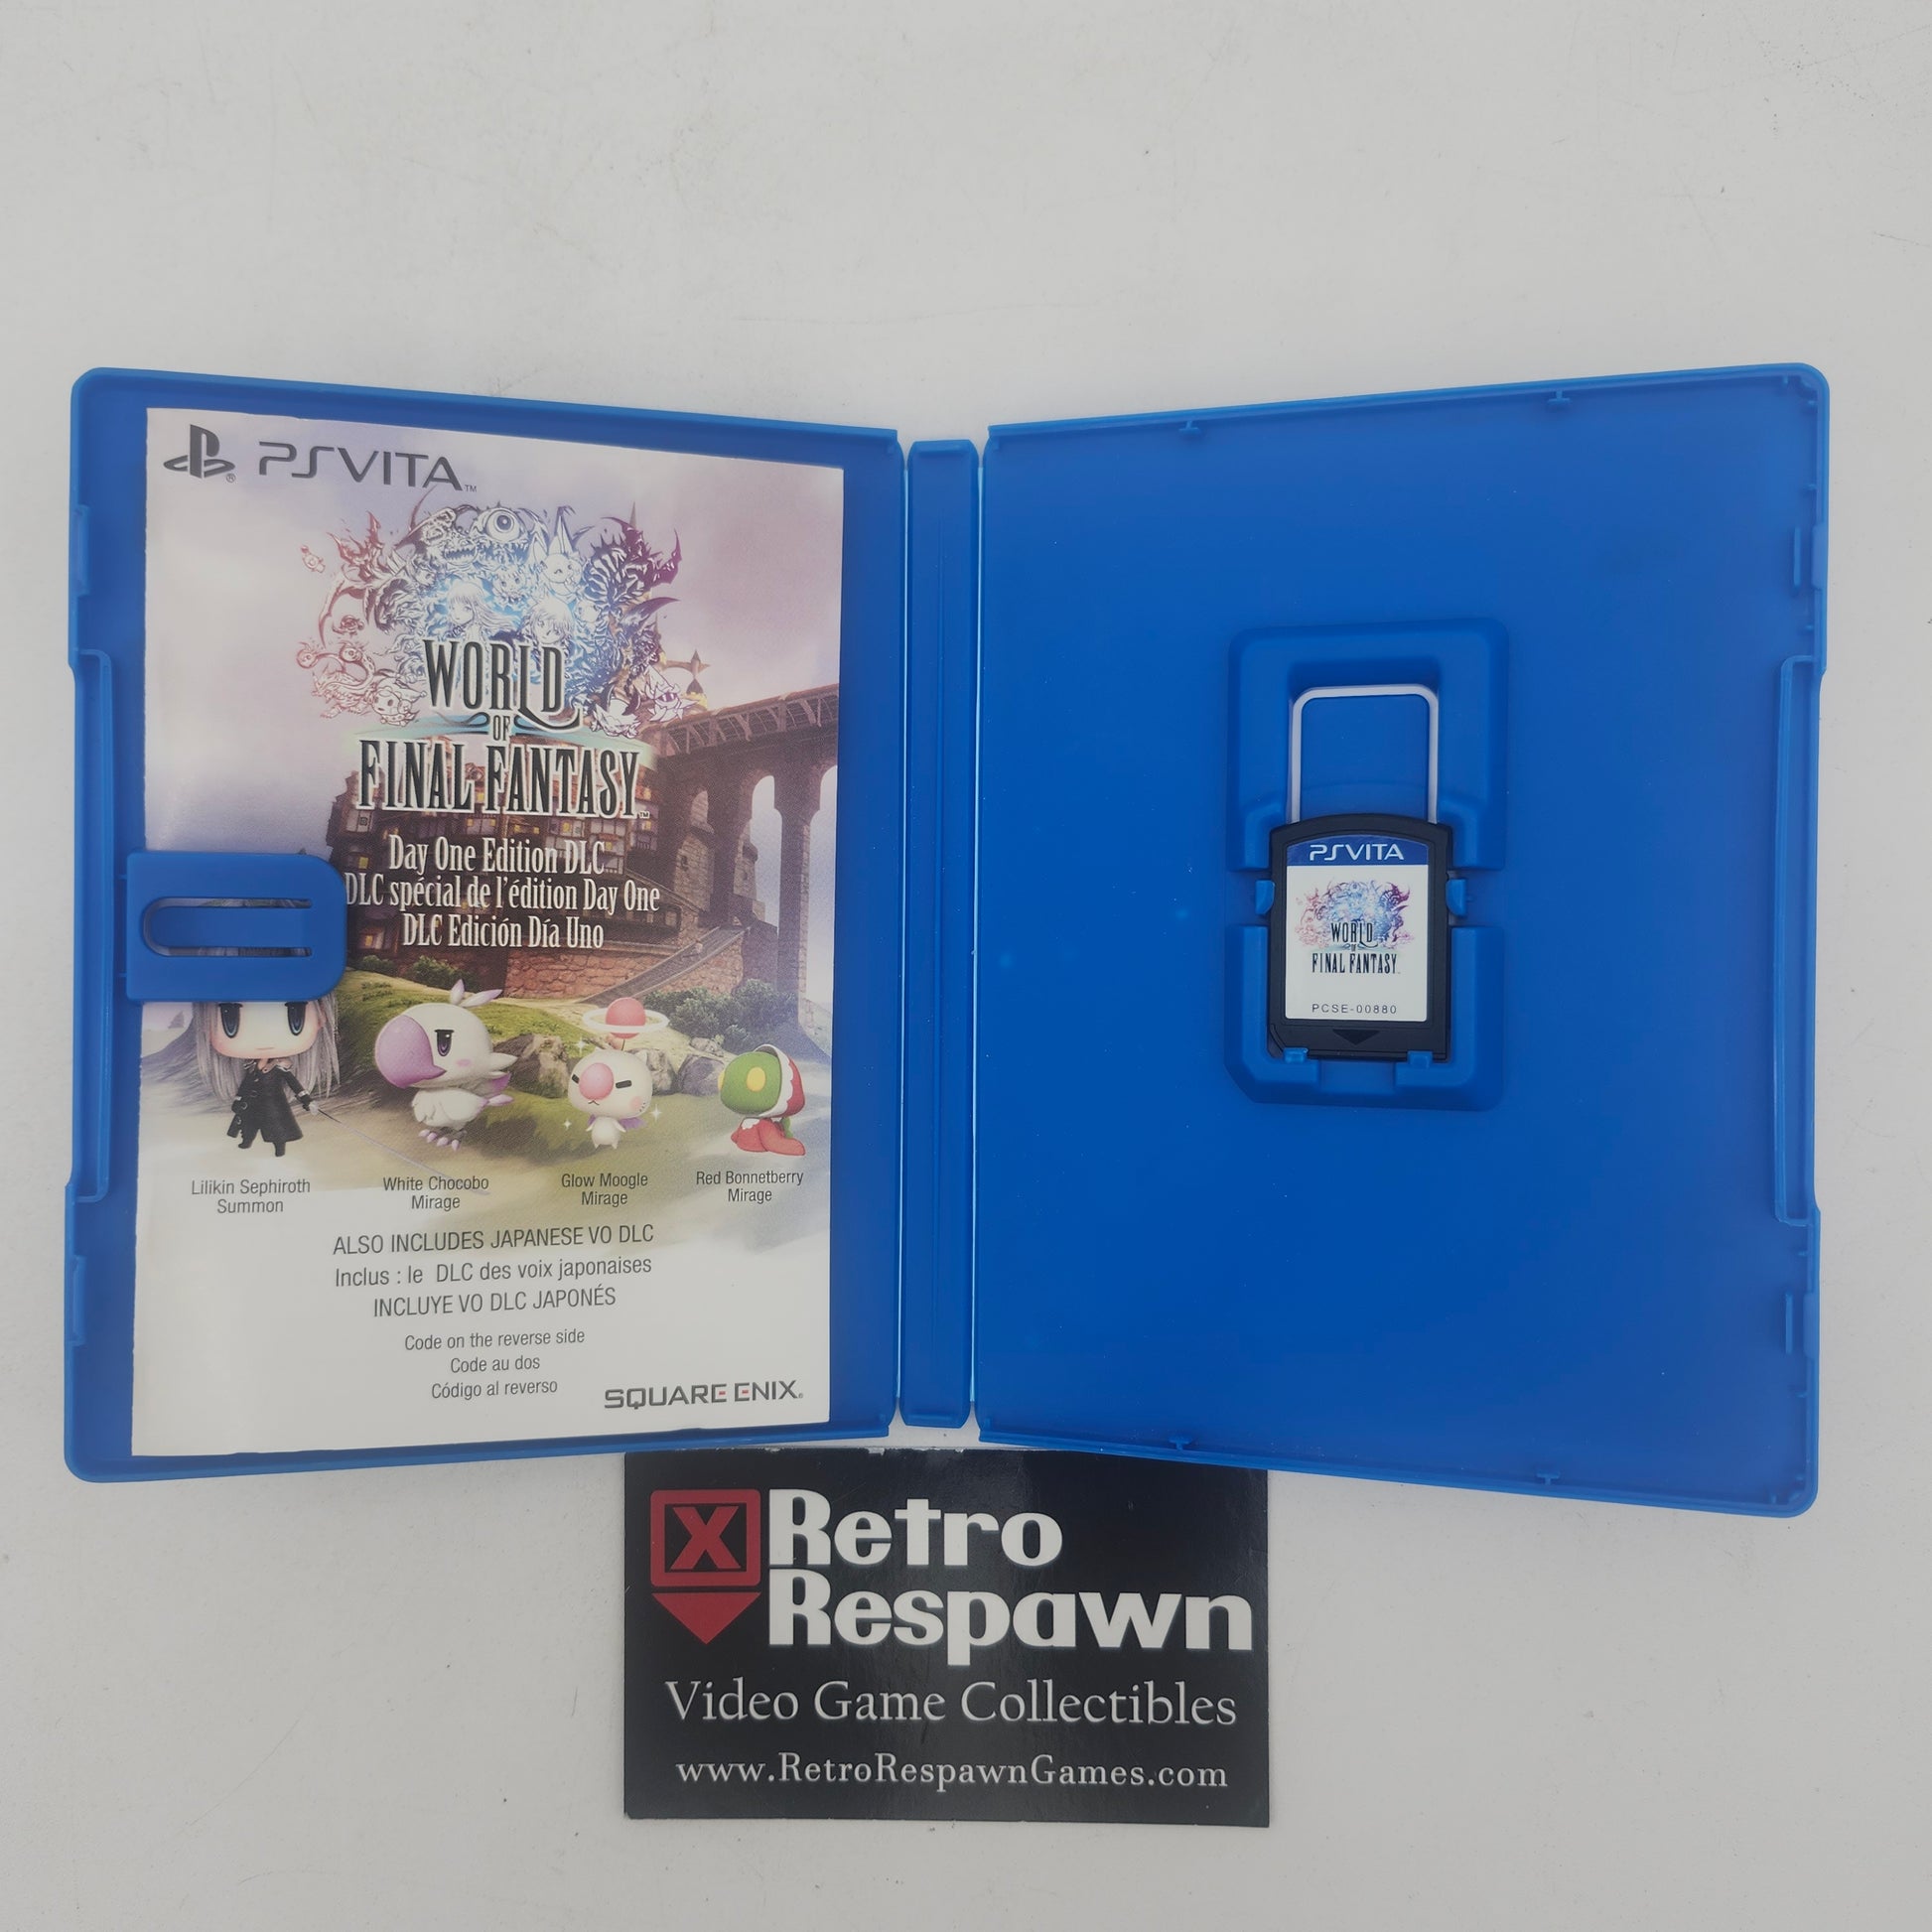 PSVITA™
WORLD
OF
FINAL FANTASY™
Day One Edition DLC
DLC spécial de l'édition Day One
DLC Edición Día Uno
Lilikin Sephiroth
Summon
White Chocobo
Mirage
Glow Moogle
Mirage
Red Bonnetberry
Mirage
ALSO INCLUDES JAPANESE VO DLC
Inclus : le DLC des voix japonaises
INCLUYE VO DLC JAPONÉS
Code on the reverse side
Code au dos
Código al reverso
SQUARE ENIX®
PSVITA
WORLD
OF
FINAL FANTASY
PCSE-00880
X Retro
Respawn
Video Game Collectibles
www.RetroRespawnGames.com